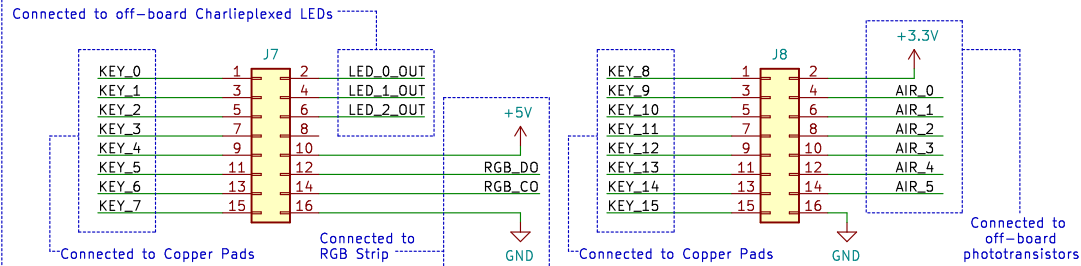 Connected to off-board Charlieplexed LEDs
J7
KEY_0 1 2 LED_0_OUT
KEY_1 3 4 LED_1_OUT
KEY_2 5 6 LED_2_OUT
KEY_3 7 8
KEY_4 9 10 +5V
KEY_5 11 12 RGB_DO
KEY_6 13 14 RGB_CO
KEY_7 15 16 GND
Connected to Copper Pads
Connected to
RGB Strip
J8
+3.3V
KEY_8 1 2
KEY_9 3 4 AIR_0
KEY_10 5 6 AIR_1
KEY_11 7 8 AIR_2
KEY_12 9 10 AIR_3
KEY_13 11 12 AIR_4
KEY_14 13 14 AIR_5
KEY_15 15 16
GND
Connected to Copper Pads
Connected to
off-board
phototransistors